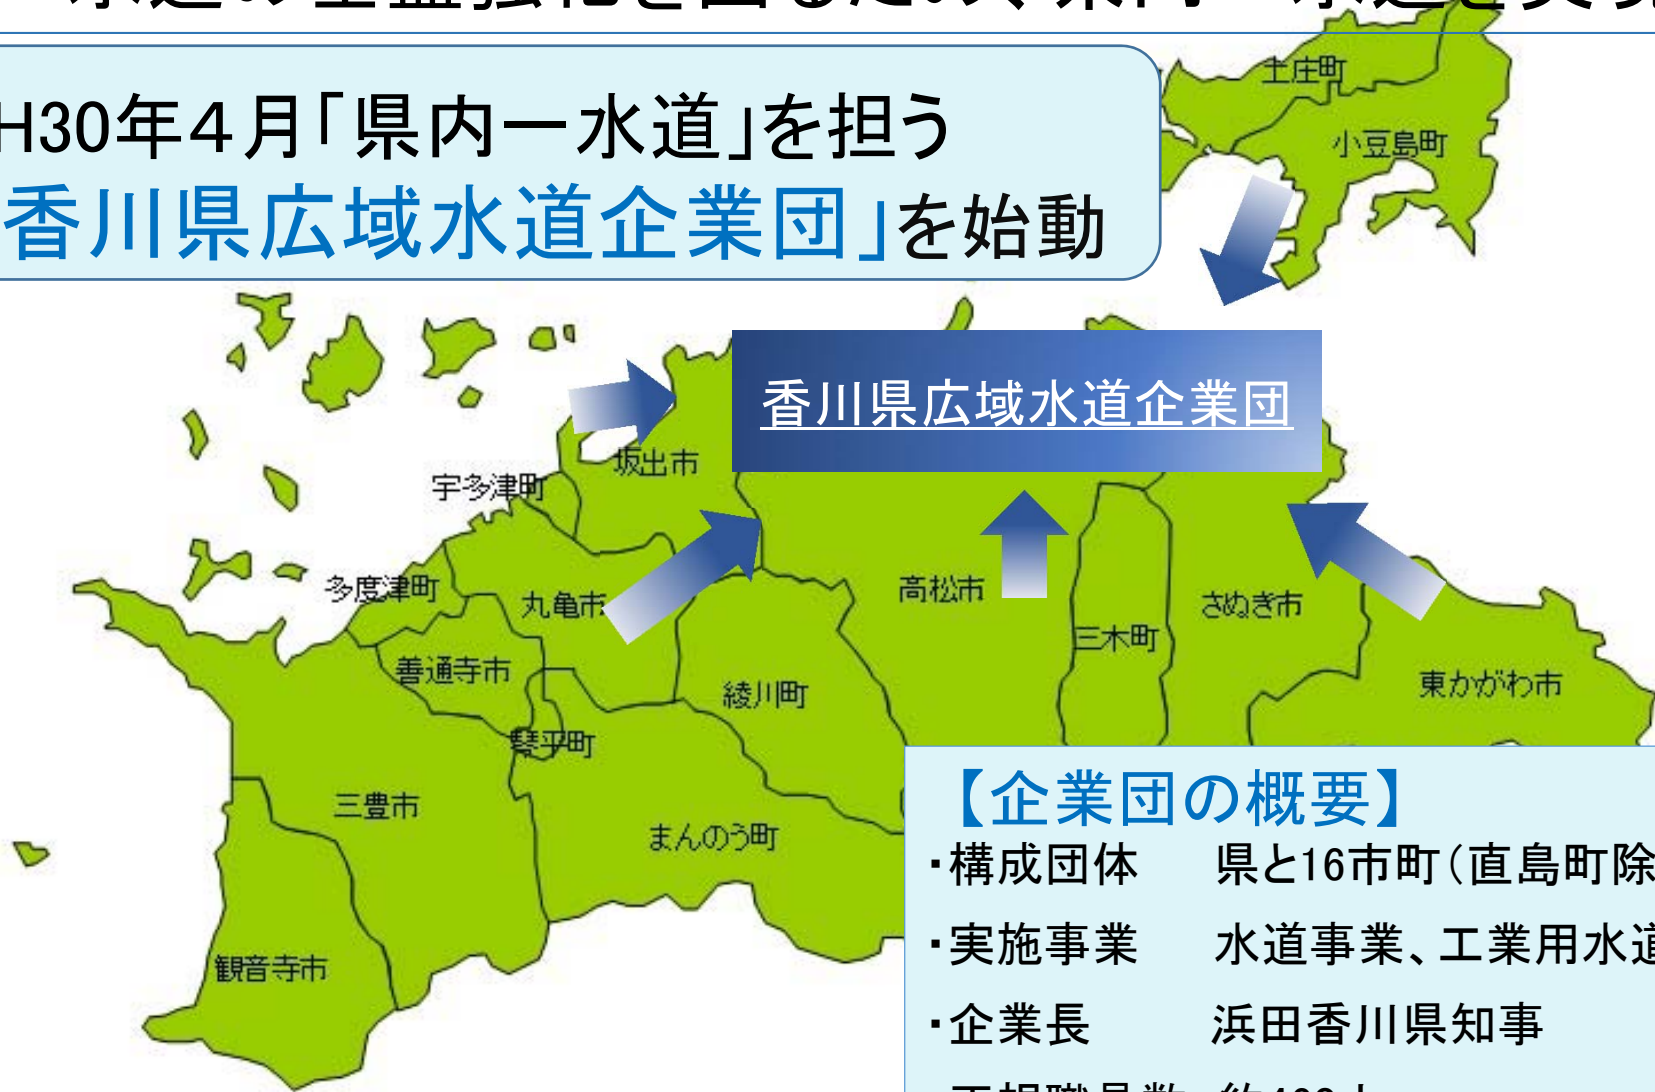 H30年４月「県内一水道」を担う
香川県広域水道企業団」を始動
土庄町
小豆島町
香川県広域水道企業団
坂出市
宇多津町
多度津町
丸亀市
高松市
さぬき市
三木町
善通寺市
綾川町
東かがわ市
琴平町
三豊市
まんのう町
観音寺市
【企業団の概要】
・構成団体 県と16市町（直島町除
・実施事業 水道事業、工業用水道
・企業長 浜田香川県知事